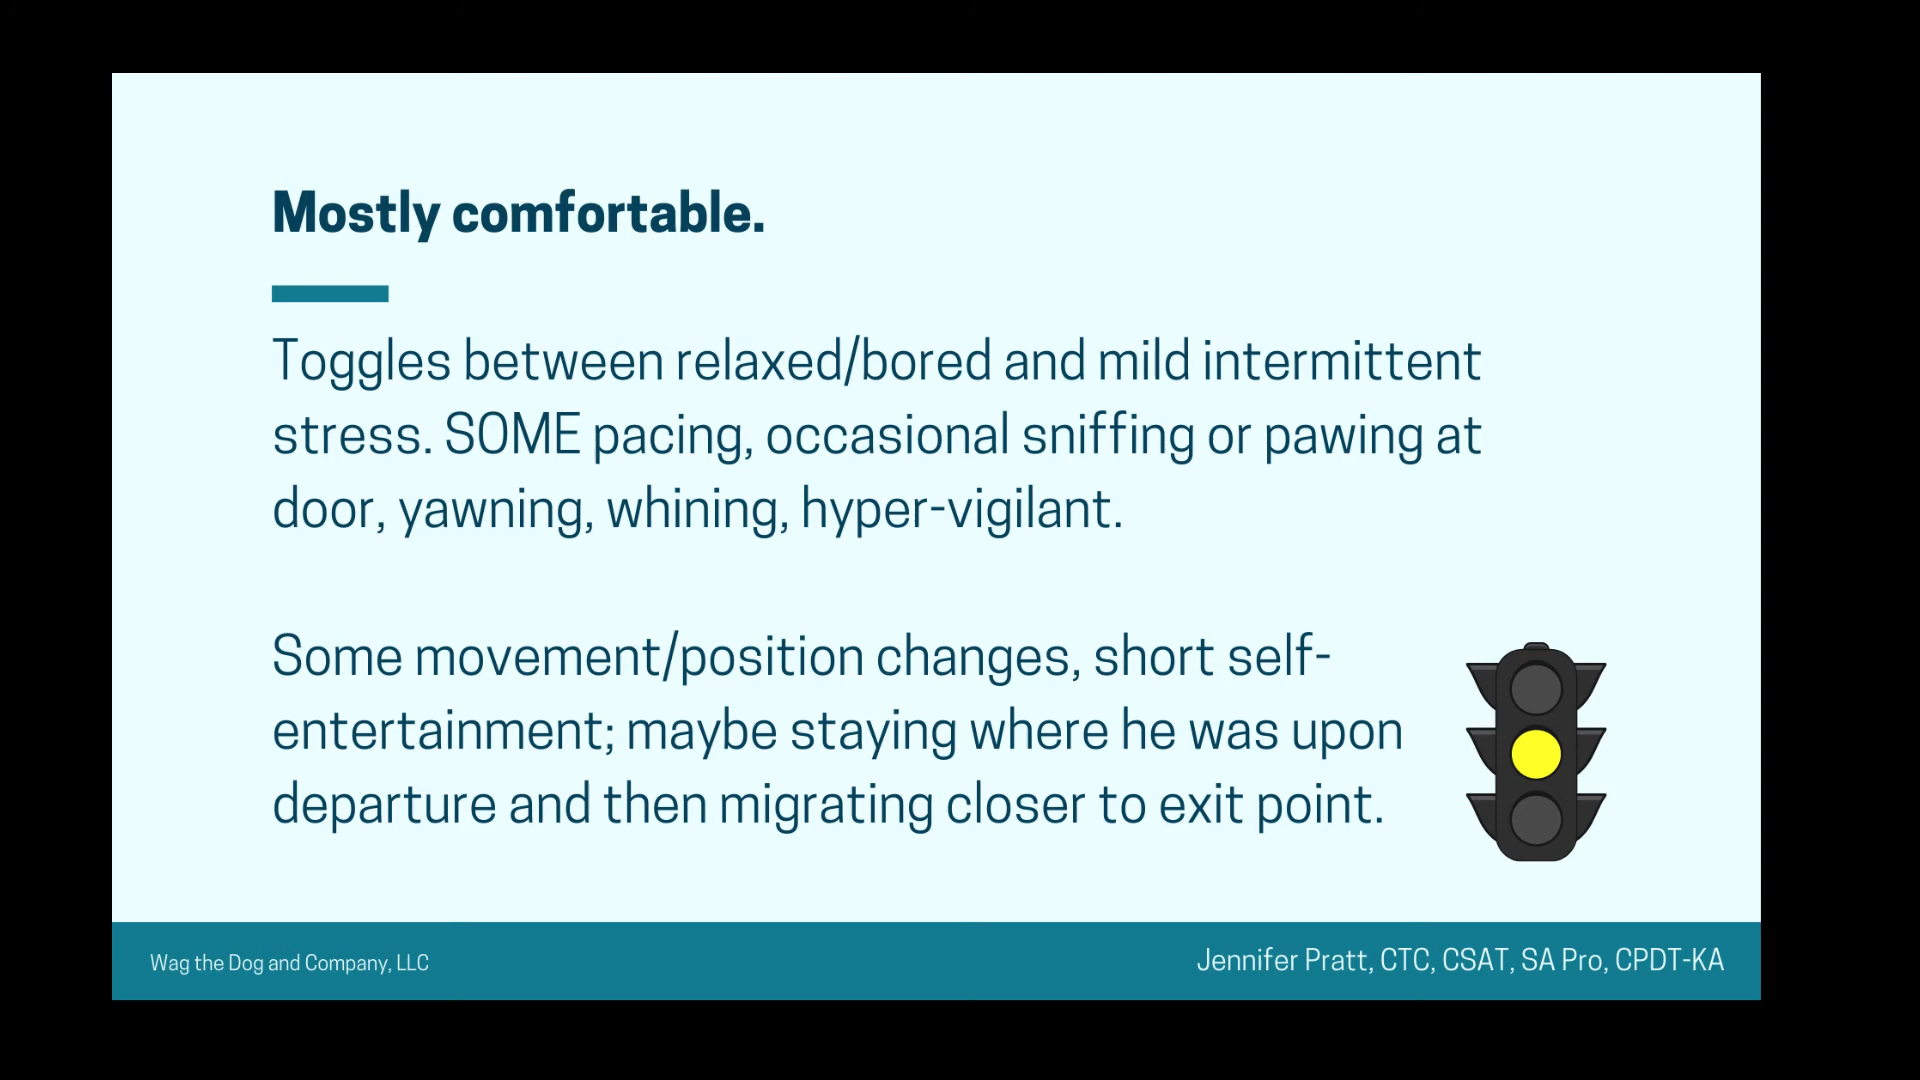 Mostly comfortable.
Toggles between relaxed/bored and mild intermittent
stress. SOME pacing, occasional sniffing or pawing at
door, yawning, whining, hyper-vigilant.
Some movement/position changes, short self-
entertainment; maybe staying where he was upon
departure and then migrating closer to exit point.
Wag the Dog and Company, LLC
Jennifer Pratt, CTC, CSAT, SA Pro, CPDT-KA